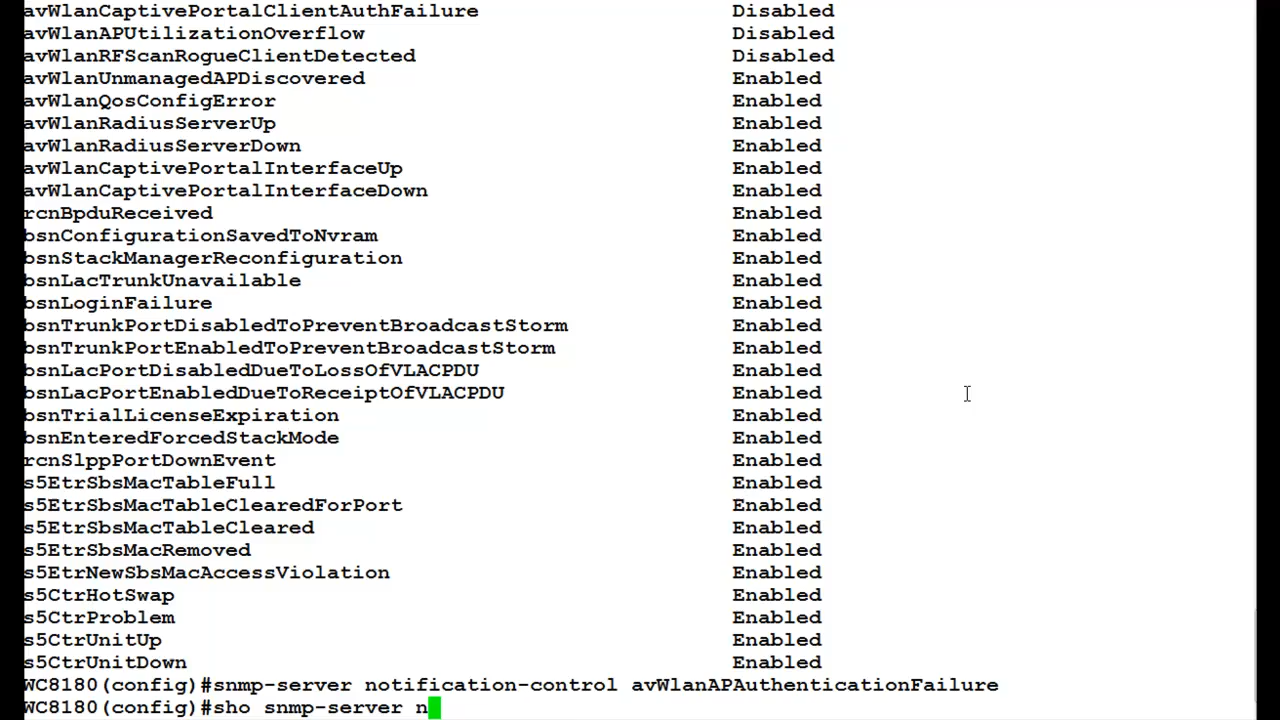 avWlanCaptivePortalClientAuthFailure Disabled
avWlanAPUtilizationOverflow Disabled
avWlanRFScanRogueClientDetected Disabled
avWlanUnmanagedAPDiscovered Enabled
avWlanQosConfigError Enabled
avWlanRadiusServerUp Enabled
avWlanRadiusServerDown Enabled
avWlanCaptivePortalInterfaceUp Enabled
avWlanCaptivePortalInterfaceDown Enabled
rcnBpduReceived Enabled
bsnConfigurationSavedToNvram Enabled
bsnStackManagerReconfiguration Enabled
bsnLacTrunkUnavailable Enabled
bsnLoginFailure Enabled
bsnTrunkPortDisabledToPreventBroadcastStorm Enabled
bsnTrunkPortEnabledToPreventBroadcastStorm Enabled
bsnLacPortDisabledDueToLossOfVLACPDU Enabled
bsnLacPortEnabledDueToReceiptOfVLACPDU Enabled
bsnTrialLicenseExpiration Enabled
bsnEnteredForcedStackMode Enabled
rcnSlppPortDownEvent Enabled
s5EtrSbsMacTableFull Enabled
s5EtrSbsMacTableClearedForPort Enabled
s5EtrSbsMacTableCleared Enabled
s5EtrSbsMacRemoved Enabled
s5EtrNewSbsMacAccessViolation Enabled
s5CtrHotSwap Enabled
s5CtrProblem Enabled
s5CtrUnitUp Enabled
s5CtrUnitDown Enabled
WC8180(config)#snmp-server notification-control avWlanAPAuthenticationFailure
WC8180(config)#sho snmp-server n